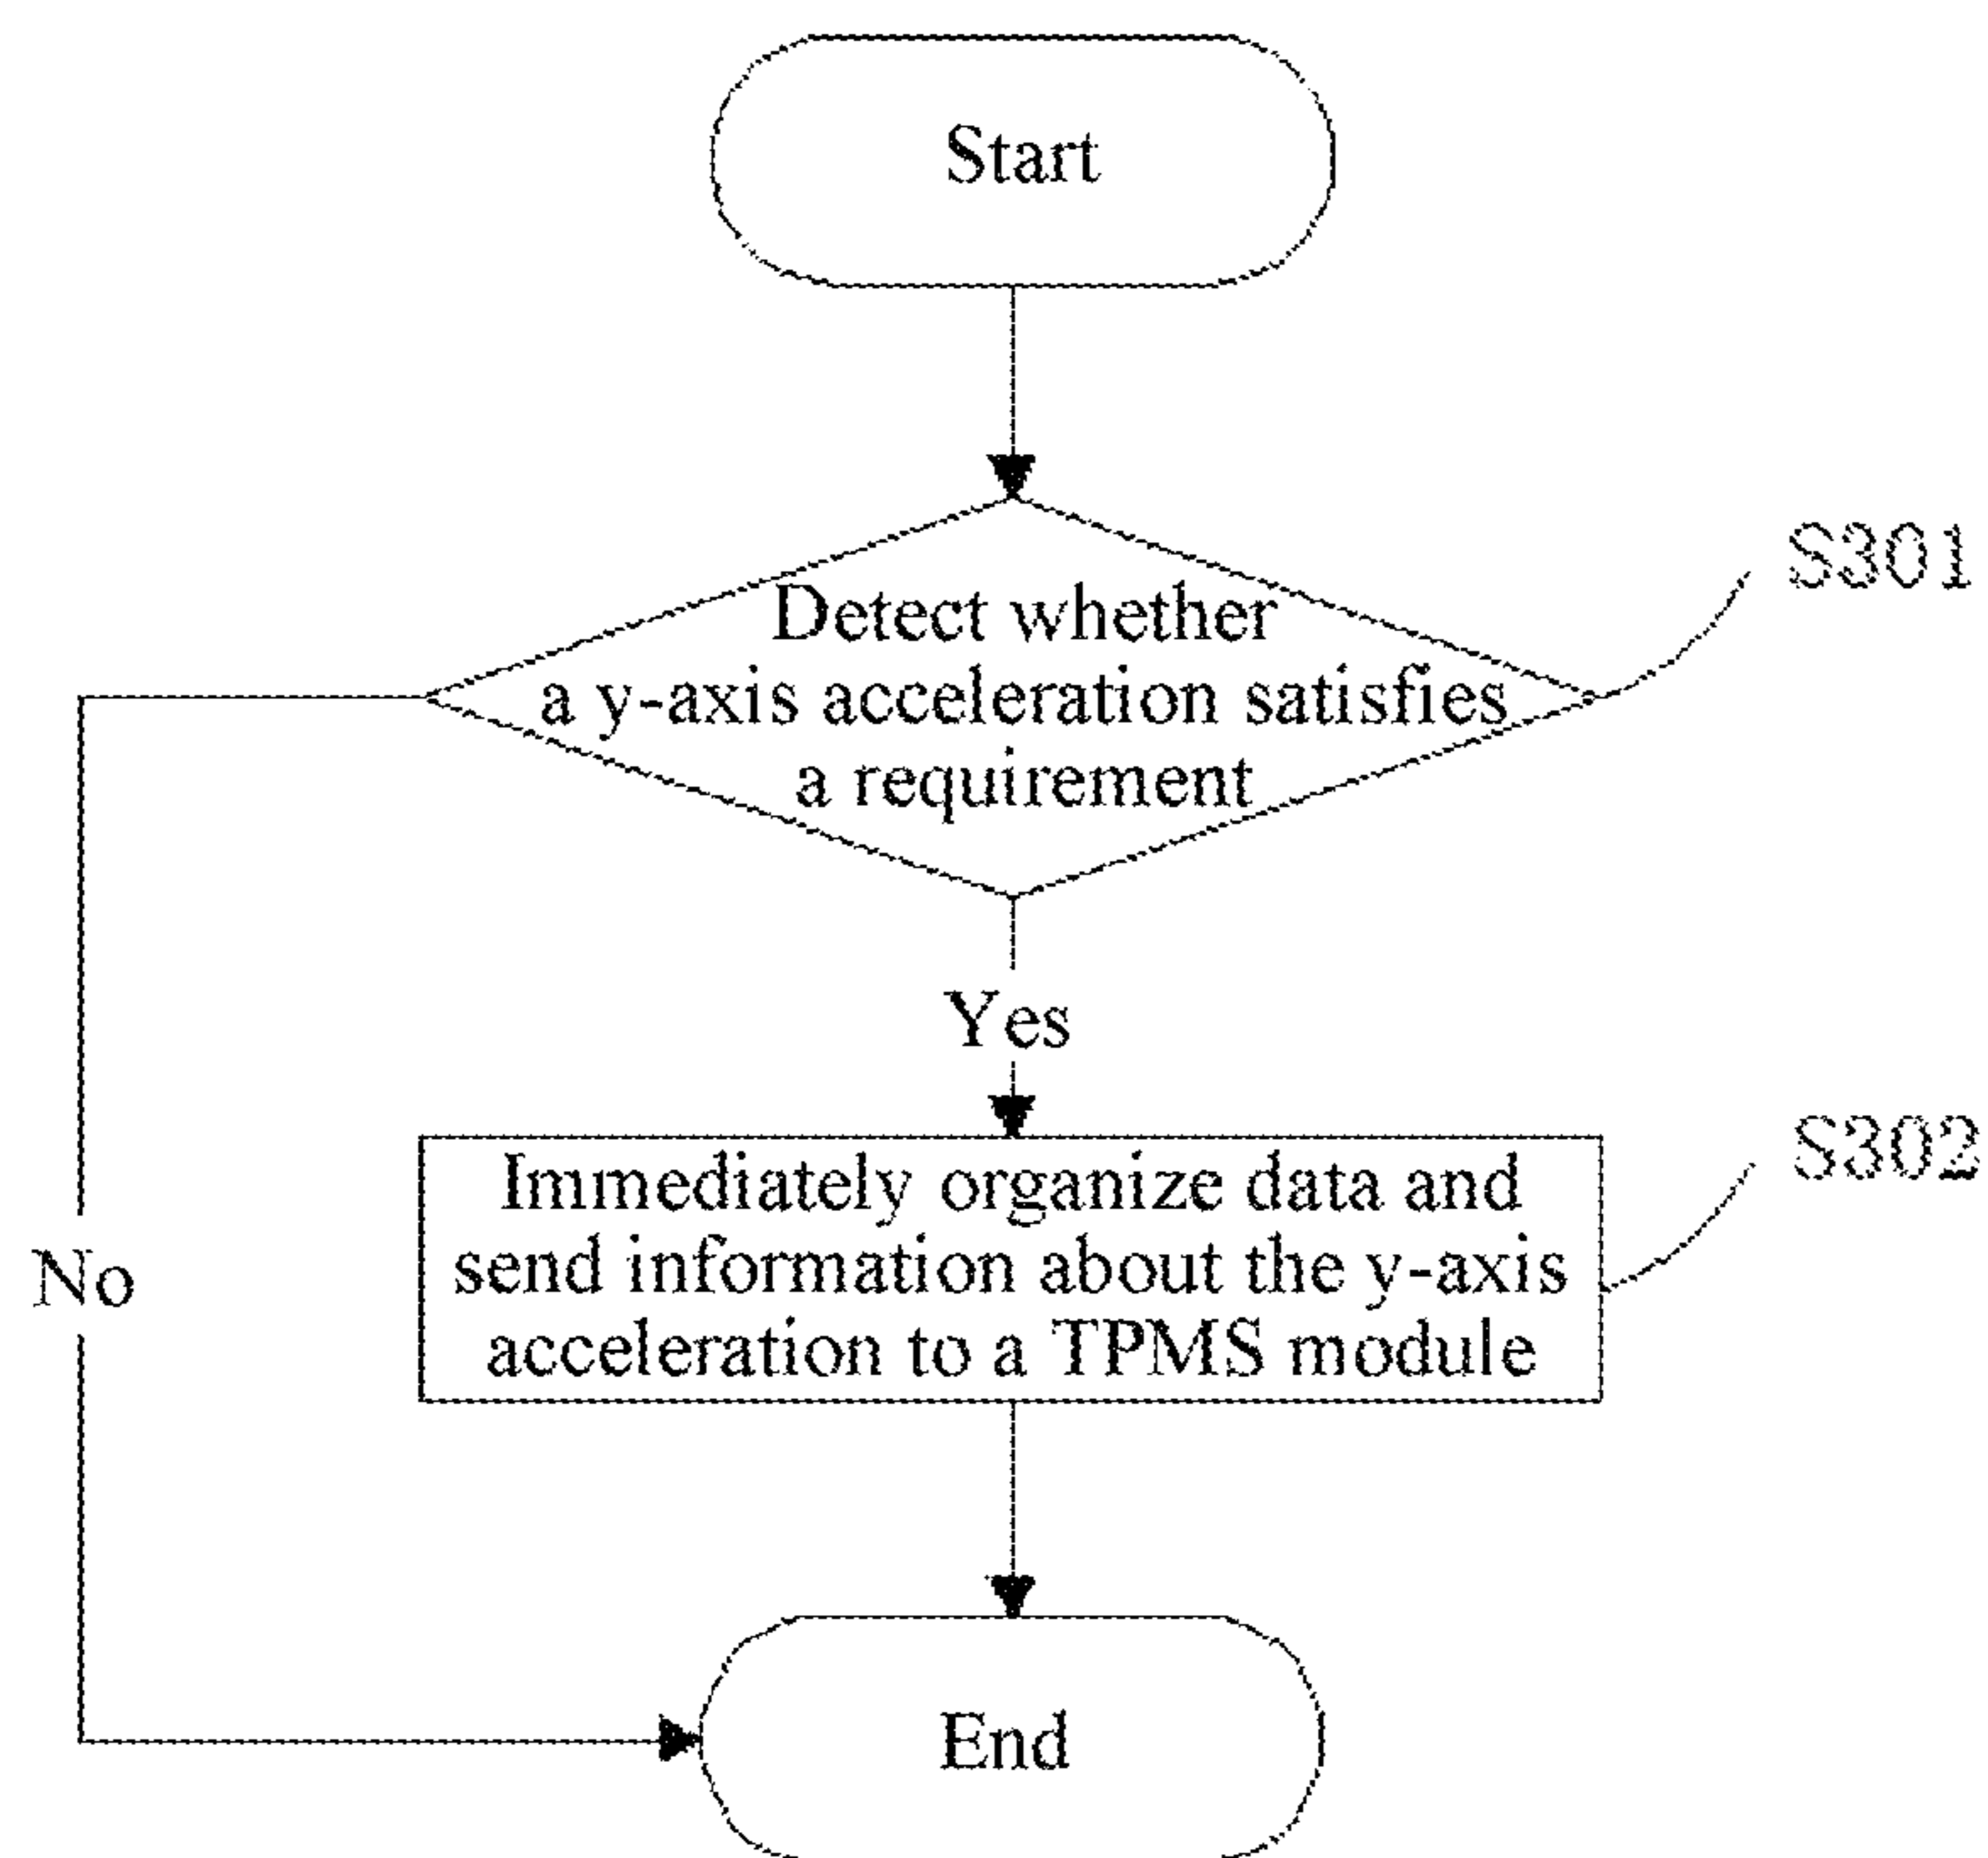 Start
S301
Detect whether
a y-axis acceleration satisfies
a requirement
Yes
S302
Immediately organize data and
send information about the y-axis
acceleration to a TPMS module
No
End